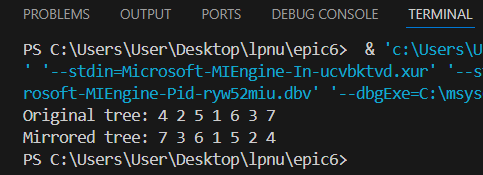 PROBLEMS OUTPUT PORTS DEBUG CONSOLE TERMINAL
PS C:\Users\User\Desktop\lpnu\epic6> & 'c:\Users\U
' '--stdin=Microsoft-MIEngine-In-ucvbktvd.xur' '--st
rosoft-MIEngine-Pid-ryw52miu.dbv' '--dbgExe=C:\msys
Original tree: 4 2 5 1 6 3 7
Mirrored tree: 7 3 6 1 5 2 4
PS C:\Users\User\Desktop\lpnu\epic6>